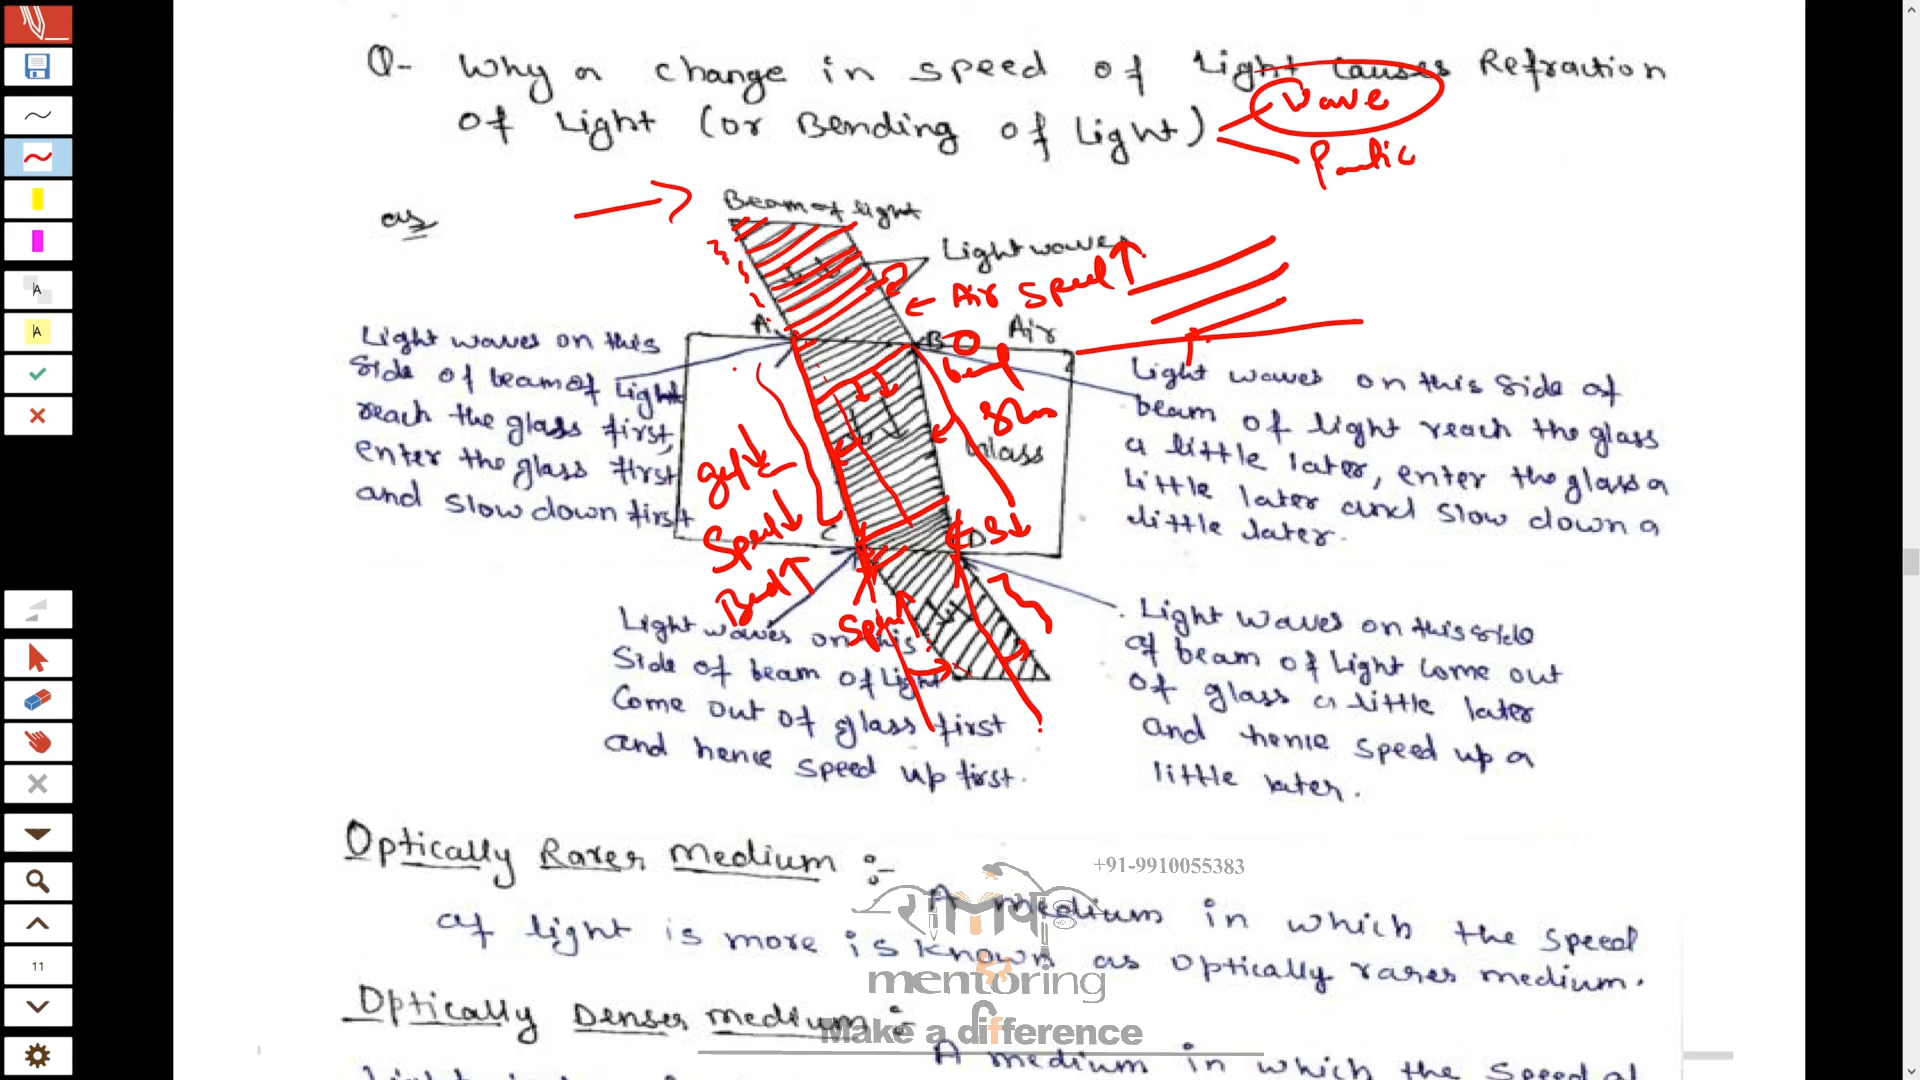 Q- Why a change in speed of light causes Refraction
of Light (or Bending of Light)
wave
as
Beam of light
Light waves
Air Speed ↑
A
B
Air
bend
Light waves on this
side of beam of light
reach the glass first,
enter the glass first
and slow down first
Glass
Light waves on this side of
beam of light reach the glass
a little later, enter the glass a
little later and slow down a
little later.
Speed ↓
Bend ↑
C
D
S↓
Light waves on this
side of beam of light
Come out of glass first
and hence speed up first.
Light waves on this side
of beam of light come out
of glass a little later
and hence speed up a
little later.
Optically Rarer Medium :-
+91-9910055383
A medium in which the speed
of light is more is known as optically rarer medium.
mentoring
Optically Denser medium :-
Make a difference
A medium in which the speed of
11